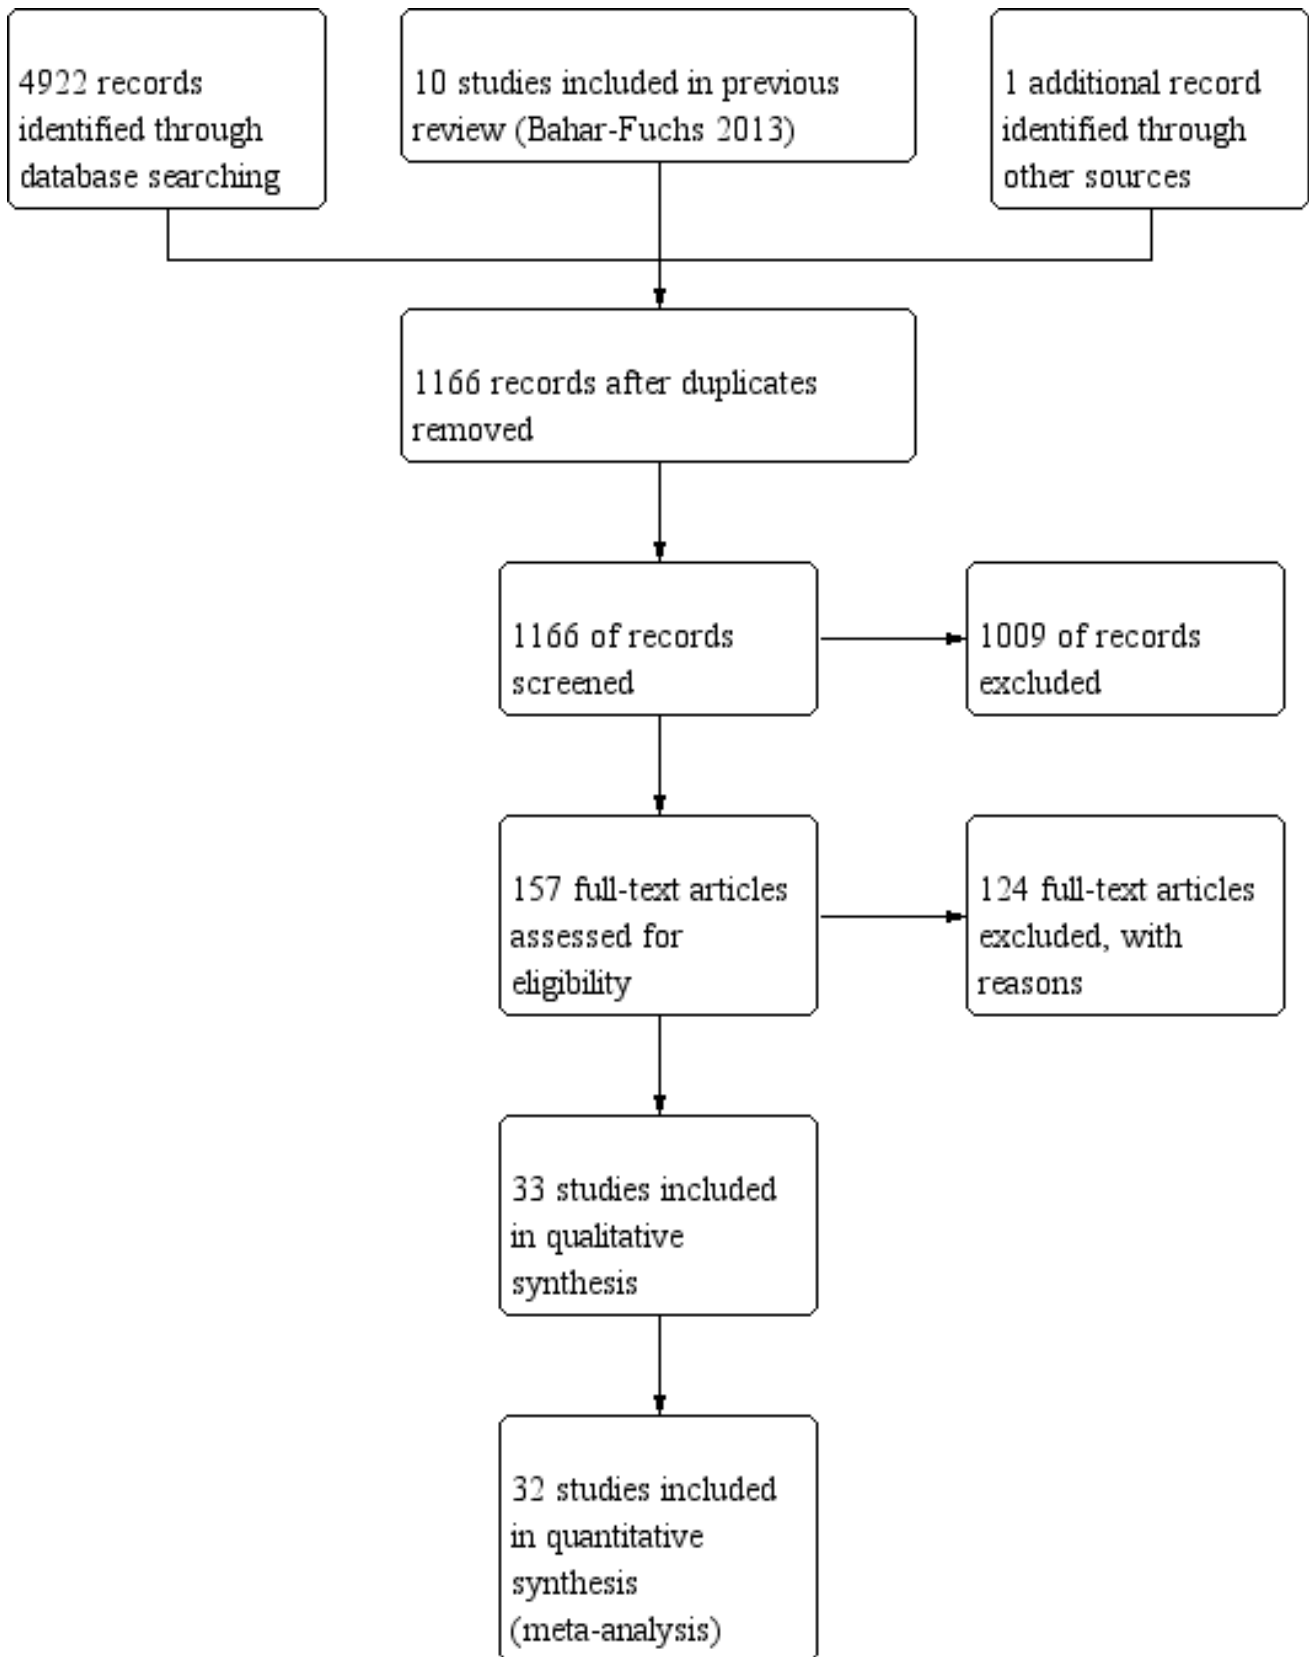 4922 records
identified through
database searching
10 studies included in previous
review (Bahar-Fuchs 2013)
1 additional record
identified through
other sources
1166 records after duplicates
removed
1166 of records
screened
1009 of records
excluded
157 full-text articles
assessed for
eligibility
124 full-text articles
excluded, with
reasons
33 studies included
in qualitative
synthesis
32 studies included
in quantitative
synthesis
(meta-analysis)